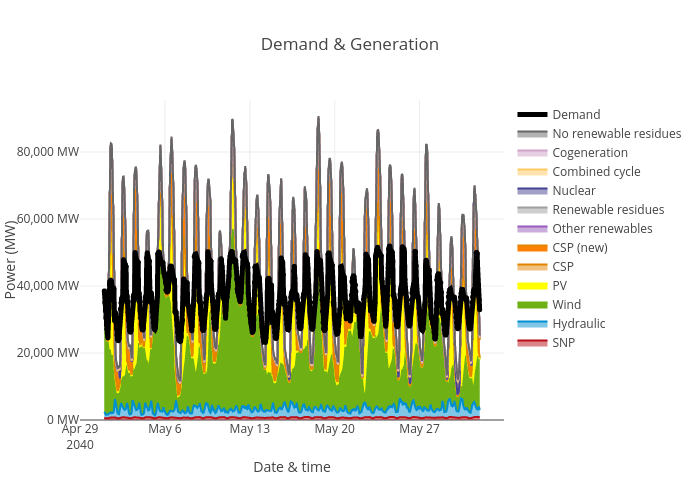 Demand & Generation
Power (MW)
80,000 MW
60,000 MW
40,000 MW
20,000 MW
0 MW
Apr 29
2040
May 6
May 13
May 20
May 27
Date & time
Demand
No renewable residues
Cogeneration
Combined cycle
Nuclear
Renewable residues
Other renewables
CSP (new)
CSP
PV
Wind
Hydraulic
SNP